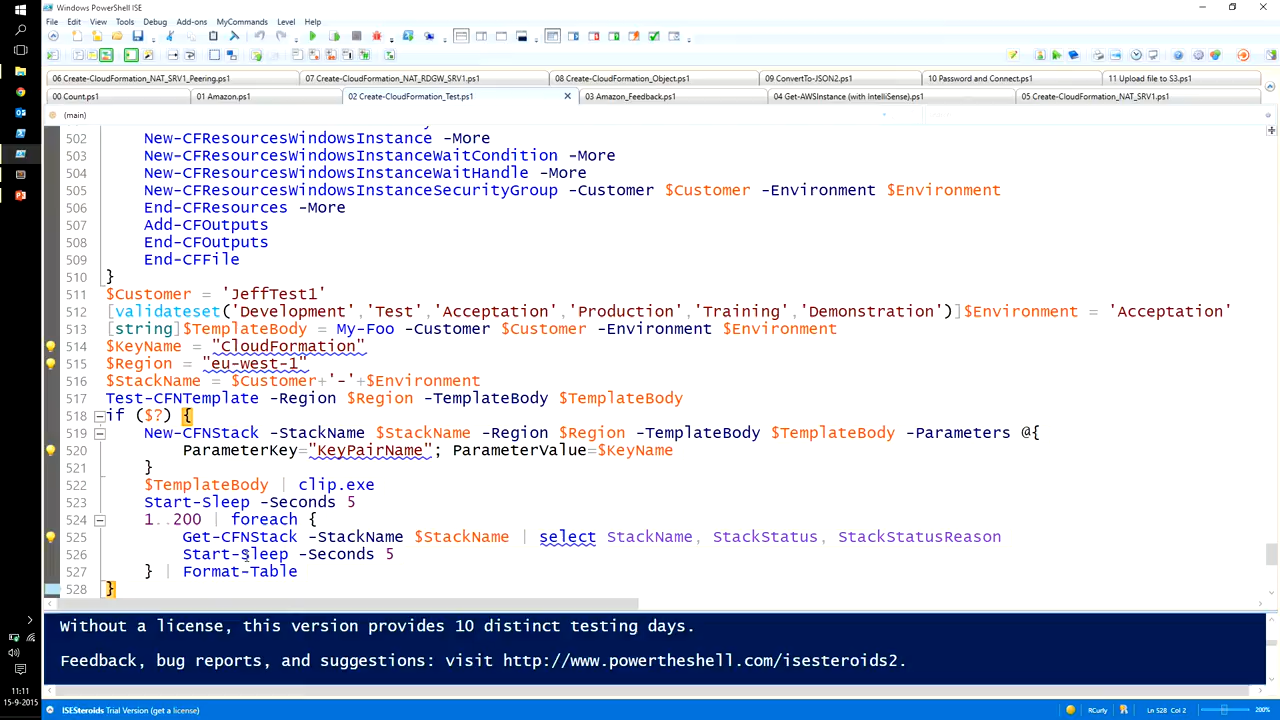 Windows PowerShell ISE
File Edit View Tools Debug Add-ons MyCommands Level Help
06 Create-CloudFormation_NAT_SRV1_Peering.ps1 07 Create-CloudFormation_NAT_RDGW_SRV1.ps1 08 Create-CloudFormation_Object.ps1 09 ConvertTo-JSON2.ps1 10 Password and Connect.ps1 11 Upload file to S3.ps1
00 Count.ps1 01 Amazon.ps1 02 Create-CloudFormation_Test.ps1 03 Amazon_Feedback.ps1 04 Get-AWSInstance (with IntelliSense).ps1 05 Create-CloudFormation_NAT_SRV1.ps1
(main)
502 New-CFResourcesWindowsInstance -More
503 New-CFResourcesWindowsInstanceWaitCondition -More
504 New-CFResourcesWindowsInstanceWaitHandle -More
505 New-CFResourcesWindowsInstanceSecurityGroup -Customer $Customer -Environment $Environment
506 End-CFResources -More
507 Add-CFOutputs
508 End-CFOutputs
509 End-CFFile
510 }
511 $Customer = 'JeffTest1'
512 [validateset('Development','Test','Acceptation','Production','Training','Demonstration')]$Environment = 'Acceptation'
513 [string]$TemplateBody = My-Foo -Customer $Customer -Environment $Environment
514 $KeyName = "CloudFormation"
515 $Region = "eu-west-1"
516 $StackName = $Customer+'-'+$Environment
517 Test-CFNTemplate -Region $Region -TemplateBody $TemplateBody
518 if ($?) {
519 New-CFNStack -StackName $StackName -Region $Region -TemplateBody $TemplateBody -Parameters @{
520 ParameterKey="KeyPairName"; ParameterValue=$KeyName
521 }
522 $TemplateBody | clip.exe
523 Start-Sleep -Seconds 5
524 1..200 | foreach {
525 Get-CFNStack -StackName $StackName | select StackName, StackStatus, StackStatusReason
526 Start-Sleep -Seconds 5
527 } | Format-Table
528 }
Without a license, this version provides 10 distinct testing days.
Feedback, bug reports, and suggestions: visit http://www.powertheshell.com/isesteroids2.
11:11
15-9-2015
ISESteroids Trial Version (get a license) RCurly Ln 528 Col 2 200%